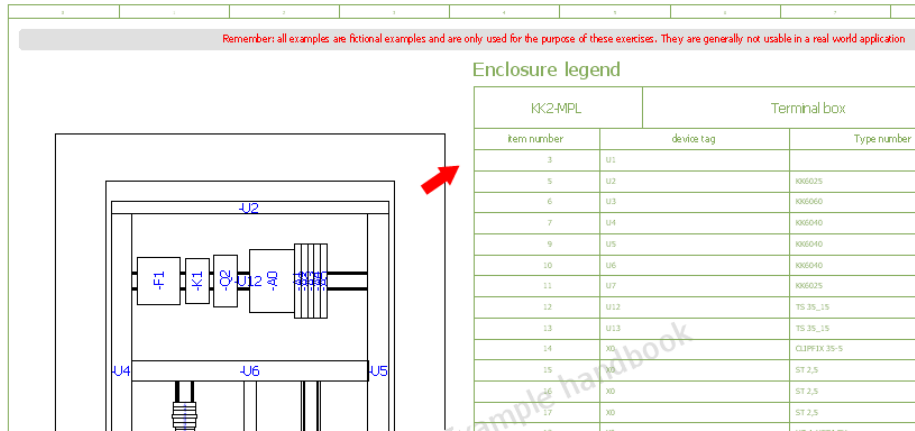 Remember: all examples are fictional examples and are only used for the purpose of these exercises. They are generally not usable in a real world application
Enclosure legend
KK2-MPL Terminal box
item number device tag Type number
3 U1
5 U2 KK6025
6 U3 KK6060
7 U4 KK6040
9 U5 KK6040
10 U6 KK6040
11 U7 KK6025
12 U12 TS 35_15
13 U13 TS 35_15
14 X0 CLIPFIX 35-5
15 X0 ST 2,5
16 X0 ST 2,5
17 X0 ST 2,5
-U2
-F1 -K1 -Q2 -U12 -A0
-U4 -U6 -U5
Example handbook